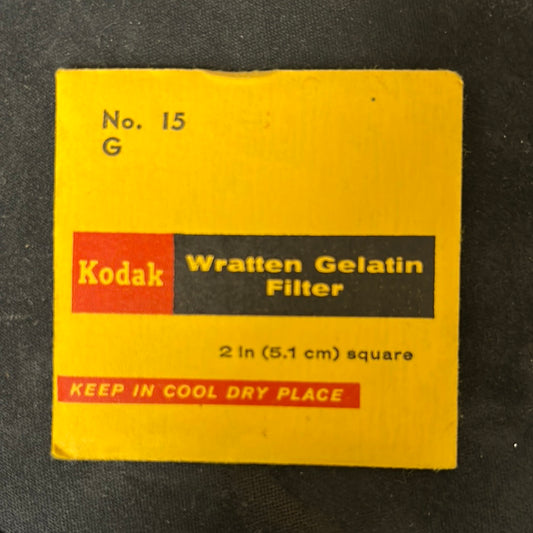 No. 15
G
Kodak
Wratten Gelatin
Filter
2 in (5.1 cm) square
KEEP IN COOL DRY PLACE